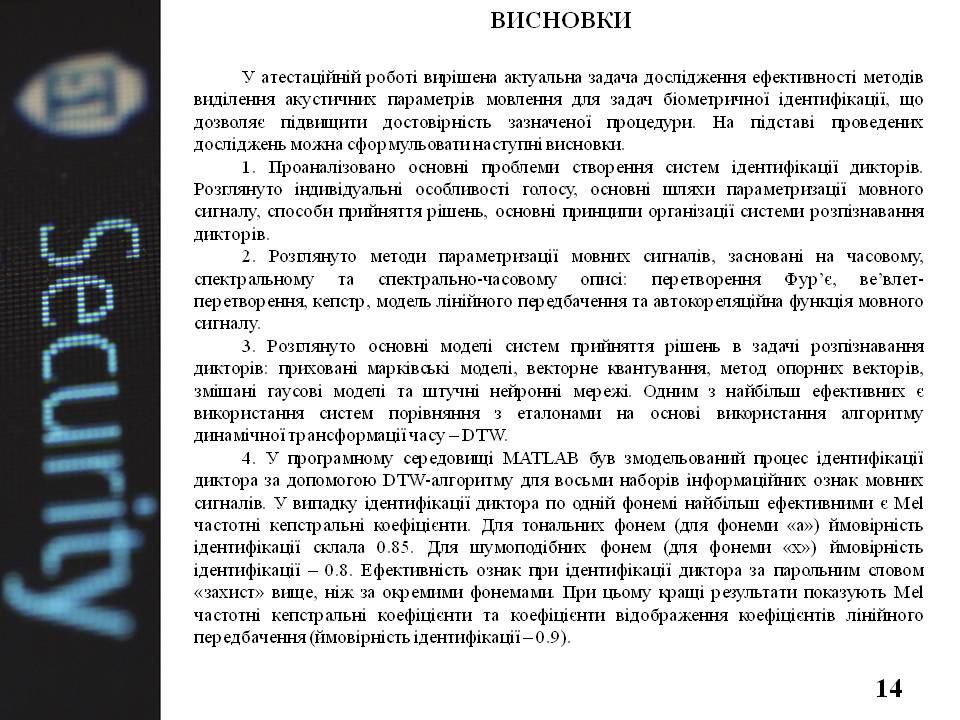 ВИСНОВКИ
У атестаційній роботі вирішена актуальна задача дослідження ефективності методів
виділення акустичних параметрів мовлення для задач біометричної ідентифікації, що
дозволяє підвищити достовірність зазначеної процедури. На підставі проведених
досліджень можна сформульовати наступні висновки.
1. Проаналізовано основні проблеми створення систем ідентифікації дикторів.
Розглянуто індивідуальні особливості голосу, основні шляхи параметризації мовного
сигналу, способи прийняття рішень, основні принципи організації системи розпізнавання
дикторів.
2. Розглянуто методи параметризації мовних сигналів, засновані на часовому,
спектральному та спектрально-часовому описі: перетворення Фур’є, ве’влет-
перетворення, кепстр, модель лінійного передбачення та автокореляційна функція мовного
сигналу.
3. Розглянуто основні моделі систем прийняття рішень в задачі розпізнавання
дикторів: приховані марківські моделі, векторне квантування, метод опорних векторів,
змішані гаусові моделі та штучні нейронні мережі. Одним з найбільш ефективних є
використання систем порівняння з еталонами на основі використання алгоритму
динамічної трансформації часу – DTW.
4. У програмному середовищі MATLAB був змодельований процес ідентифікації
диктора за допомогою DTW-алгоритму для восьми наборів інформаційних ознак мовних
сигналів. У випадку ідентифікації диктора по одній фонемі найбільш ефективними є Mel
частотні кепстральні коефіцієнти. Для тональних фонем (для фонеми «а») ймовірність
ідентифікації склала 0.85. Для шумоподібних фонем (для фонеми «х») ймовірність
ідентифікації – 0.8. Ефективність ознак при ідентифікації диктора за парольним словом
«захист» вище, ніж за окремими фонемами. При цьому кращі результати показують Mel
частотні кепстральні коефіцієнти та коефіцієнти відображення коефіцієнтів лінійного
передбачення (ймовірність ідентифікації – 0.9).
Security
14